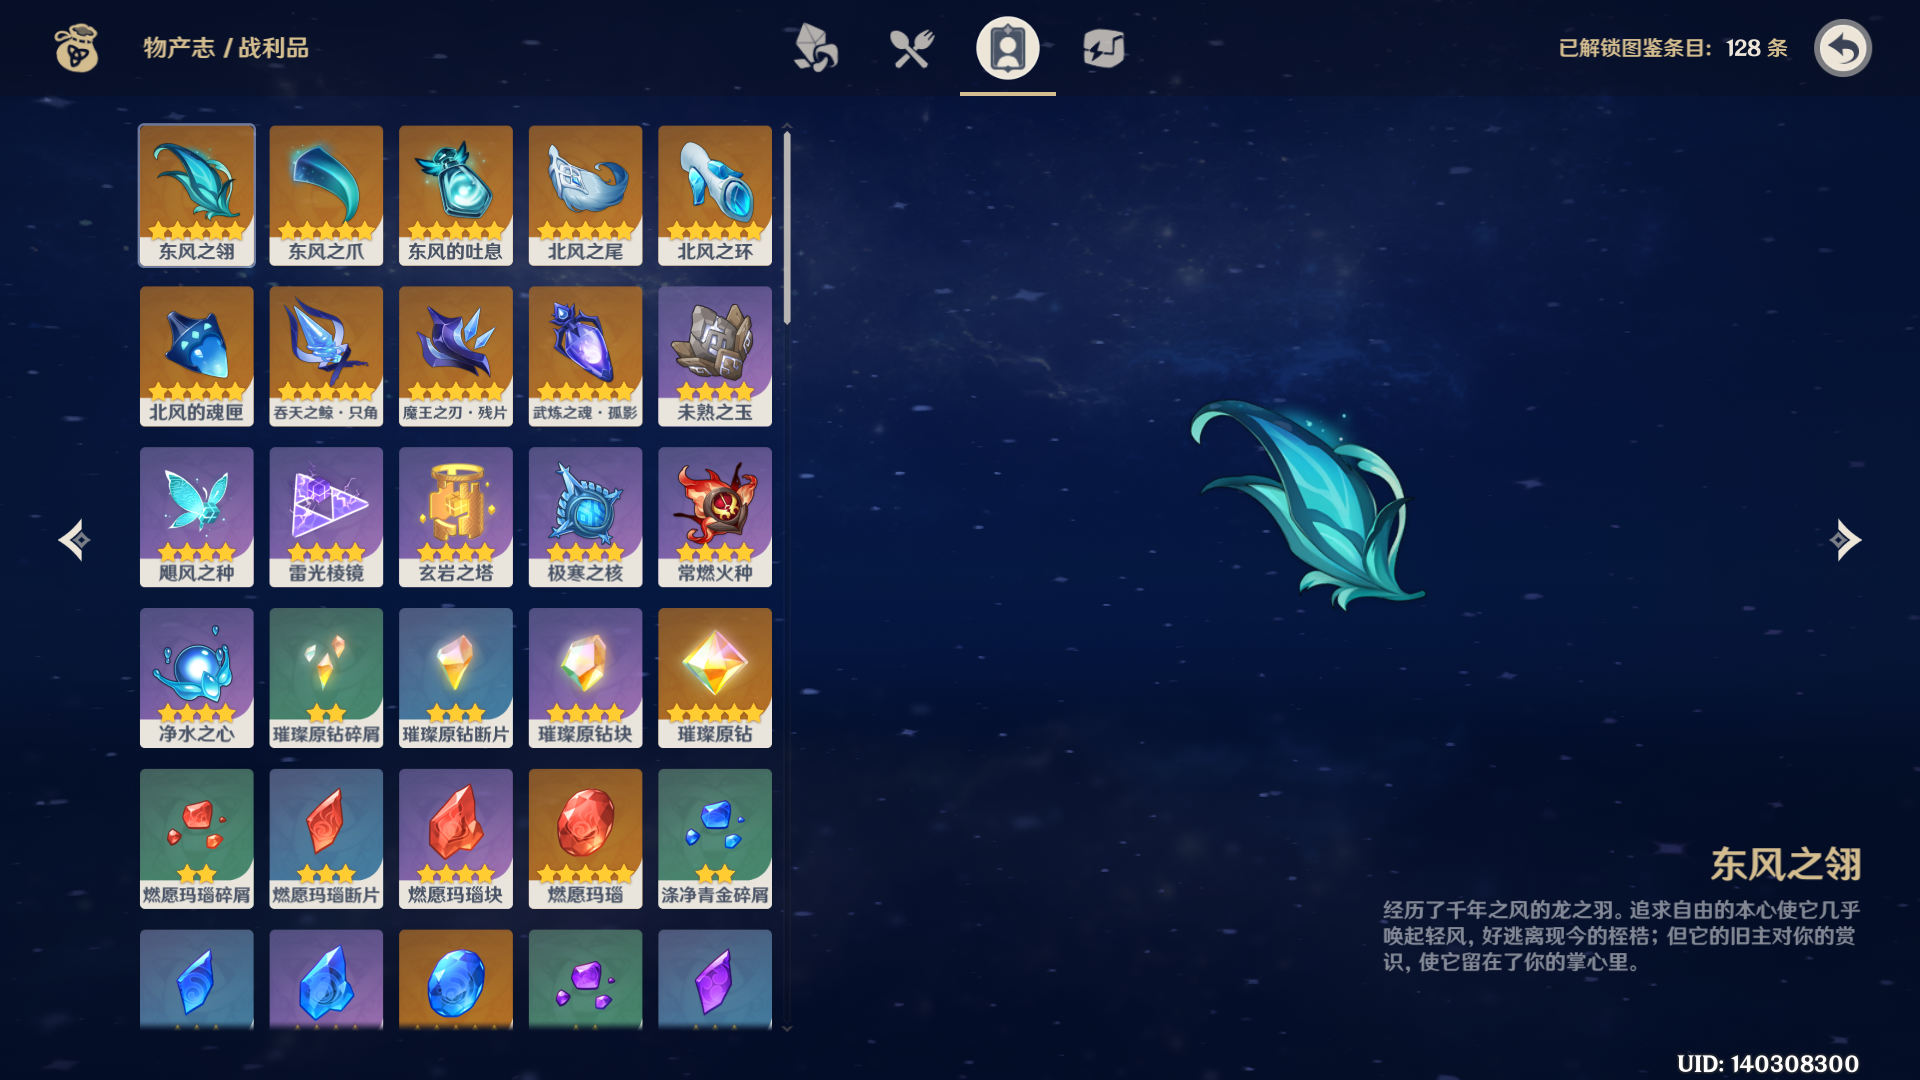 物产志 / 战利品
已解锁图鉴条目: 128 条
东风之翎
东风之爪
东风的吐息
北风之尾
北风之环
北风的魂匣
吞天之鲸·只角
魔王之刃·残片
武炼之魂·孤影
未熟之玉
飓风之种
雷光棱镜
玄岩之塔
极寒之核
常燃火种
净水之心
璀璨原钻碎屑
璀璨原钻断片
璀璨原钻块
璀璨原钻
燃愿玛瑙碎屑
燃愿玛瑙断片
燃愿玛瑙块
燃愿玛瑙
涤净青金碎屑
东风之翎
经历了千年之风的龙之羽。追求自由的本心使它几乎
唤起轻风, 好逃离现今的桎梏; 但它的旧主对你的赏
识, 使它留在了你的掌心里。
UID: 140308300